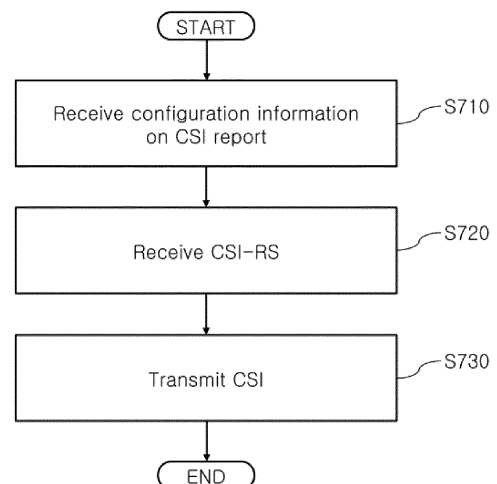 START
Receive configuration information
on CSI report
S710
Receive CSI-RS
S720
Transmit CSI
S730
END